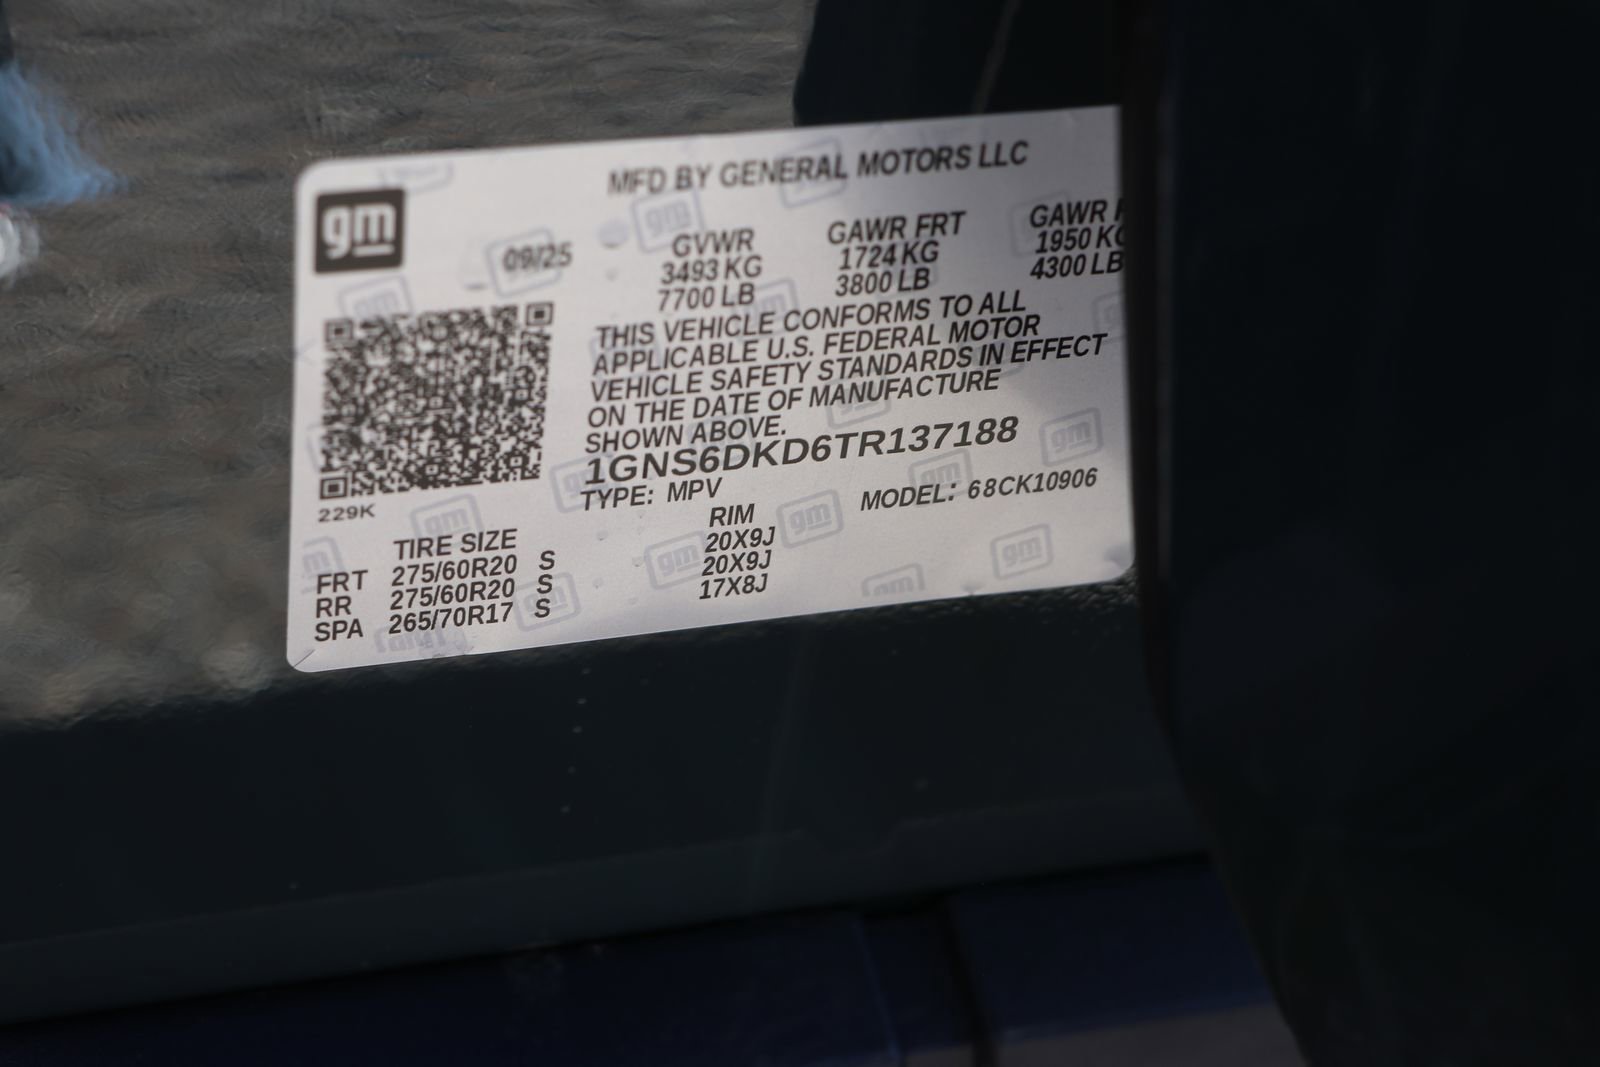 MFD BY GENERAL MOTORS LLC
gm
09/25
GVWR GAWR FRT GAWR
3493 KG 1724 KG 1950 KG
7700 LB 3800 LB 4300 LB
THIS VEHICLE CONFORMS TO ALL
APPLICABLE U.S. FEDERAL MOTOR
VEHICLE SAFETY STANDARDS IN EFFECT
ON THE DATE OF MANUFACTURE
SHOWN ABOVE.
1GNS6DKD6TR137188
TYPE: MPV MODEL: 68CK10906
229K
TIRE SIZE RIM
FRT 275/60R20 S 20X9J
RR 275/60R20 S 20X9J
SPA 265/70R17 S 17X8J